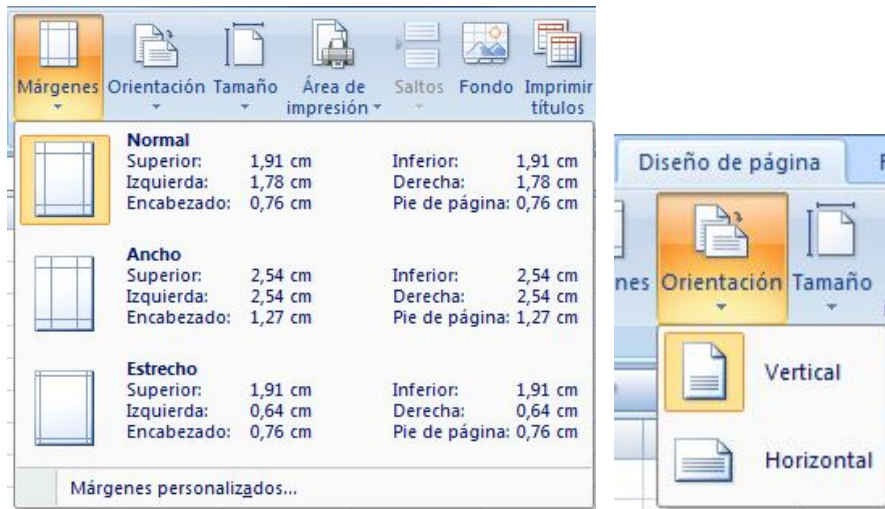 Márgenes Orientación Tamaño Área de impresión Saltos Fondo Imprimir títulos
Normal
Superior: 1,91 cm Inferior: 1,91 cm
Izquierda: 1,78 cm Derecha: 1,78 cm
Encabezado: 0,76 cm Pie de página: 0,76 cm
Ancho
Superior: 2,54 cm Inferior: 2,54 cm
Izquierda: 2,54 cm Derecha: 2,54 cm
Encabezado: 1,27 cm Pie de página: 1,27 cm
Estrecho
Superior: 1,91 cm Inferior: 1,91 cm
Izquierda: 0,64 cm Derecha: 0,64 cm
Encabezado: 0,76 cm Pie de página: 0,76 cm
Márgenes personalizados...
Diseño de página F
nes Orientación Tamaño
Vertical
Horizontal